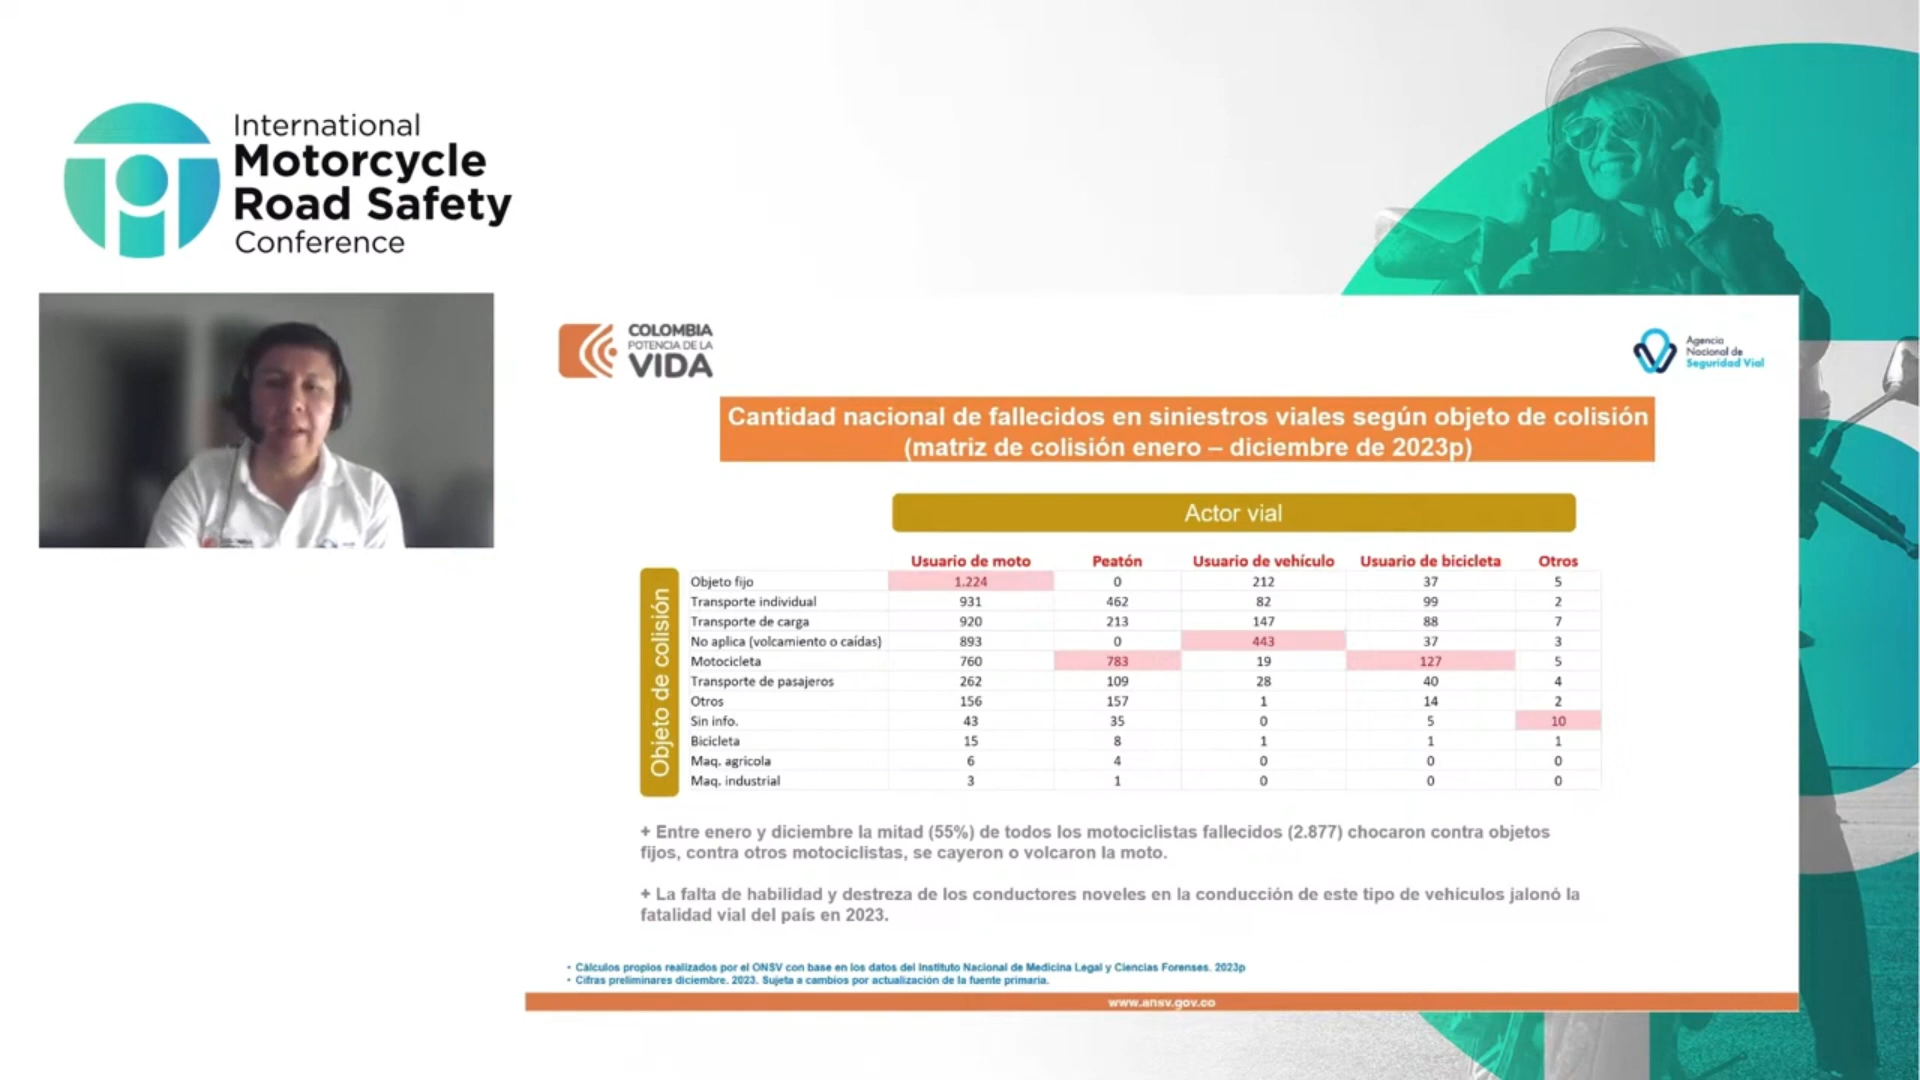 International
Motorcycle
Road Safety
Conference
COLOMBIA
POTENCIA DE LA
VIDA
Agencia
Nacional de
Seguridad Vial
Cantidad nacional de fallecidos en siniestros viales según objeto de colisión
(matriz de colisión enero – diciembre de 2023p)
Actor vial
Objeto de colisión
Usuario de moto Peatón Usuario de vehículo Usuario de bicicleta Otros
Objeto fijo 1.224 0 212 37 5
Transporte individual 931 462 82 99 2
Transporte de carga 920 213 147 88 7
No aplica (volcamiento o caídas) 893 0 443 37 3
Motocicleta 760 783 19 127 5
Transporte de pasajeros 262 109 28 40 4
Otros 156 157 1 14 2
Sin info. 43 35 0 5 10
Bicicleta 15 8 1 1 1
Maq. agrícola 6 4 0 0 0
Maq. industrial 3 1 0 0 0
+ Entre enero y diciembre la mitad (55%) de todos los motociclistas fallecidos (2.877) chocaron contra objetos
fijos, contra otros motociclistas, se cayeron o volcaron la moto.
+ La falta de habilidad y destreza de los conductores noveles en la conducción de este tipo de vehículos jalonó la
fatalidad vial del país en 2023.
• Cálculos propios realizados por el ONSV con base en los datos del Instituto Nacional de Medicina Legal y Ciencias Forenses. 2023p
• Cifras preliminares diciembre. 2023. Sujeta a cambios por actualización de la fuente primaria.
www.ansv.gov.co